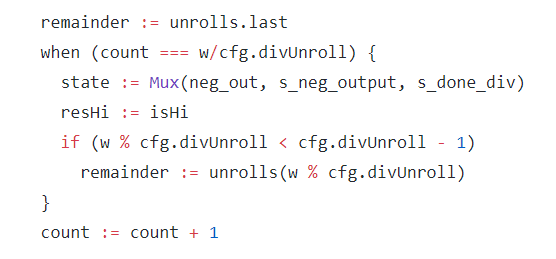 remainder := unrolls.last
when (count === w/cfg.divUnroll) {
  state := Mux(neg_out, s_neg_output, s_done_div)
  resHi := isHi
  if (w % cfg.divUnroll < cfg.divUnroll - 1)
    remainder := unrolls(w % cfg.divUnroll)
}
count := count + 1